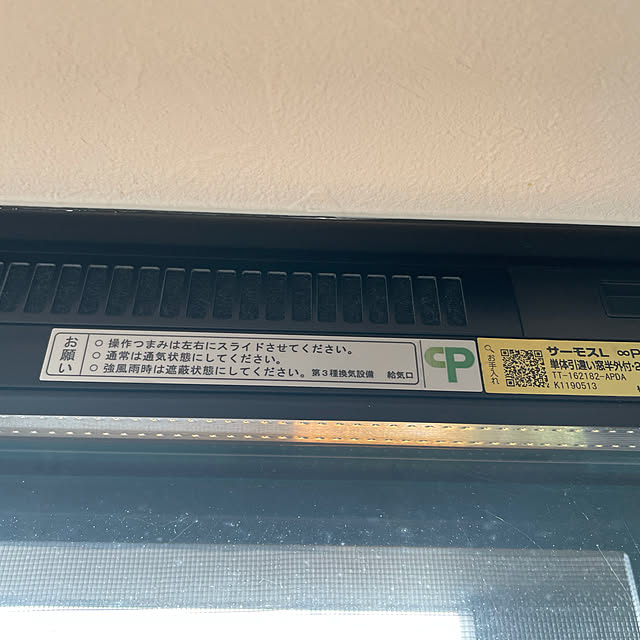 お願い
○ 操作つまみは左右にスライドさせてください。
○ 通常は通気状態にしてください。
○ 強風雨時は遮蔽状態にしてください。 第3種換気設備 給気口
CP
お手入れ
サーモスL ∞P
単体引違い窓半外付・2
TT-162182-APDA
K1190513